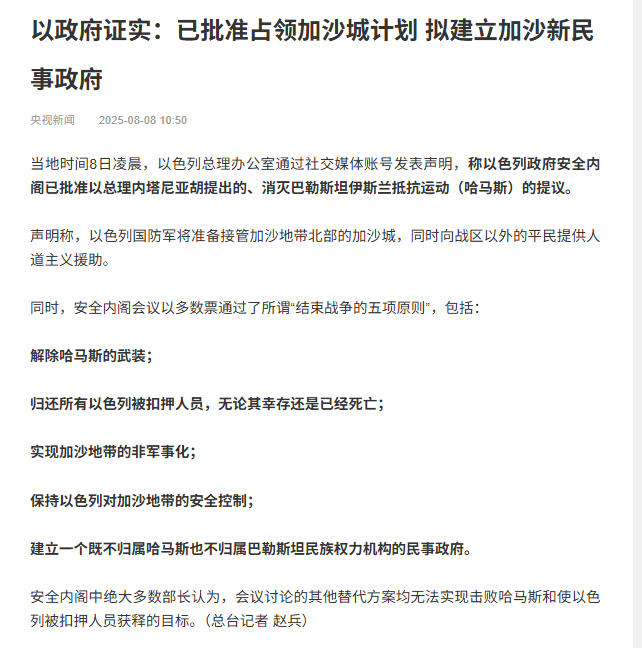 以政府证实：已批准占领加沙城计划 拟建立加沙新民
事政府
央视新闻 2025-08-08 10:50
当地时间8日凌晨，以色列总理办公室通过社交媒体账号发表声明，称以色列政府安全内
阁已批准以总理内塔尼亚胡提出的、消灭巴勒斯坦伊斯兰抵抗运动（哈马斯）的提议。
声明称，以色列国防军将准备接管加沙地带北部的加沙城，同时向战区以外的平民提供人
道主义援助。
同时，安全内阁会议以多数票通过了所谓“结束战争的五项原则”，包括：
解除哈马斯的武装；
归还所有以色列被扣押人员，无论其幸存还是已经死亡；
实现加沙地带的非军事化；
保持以色列对加沙地带的安全控制；
建立一个既不归属哈马斯也不归属巴勒斯坦民族权力机构的民事政府。
安全内阁中绝大多数部长认为，会议讨论的其他替代方案均无法实现击败哈马斯和使以色
列被扣押人员获释的目标。（总台记者 赵兵）